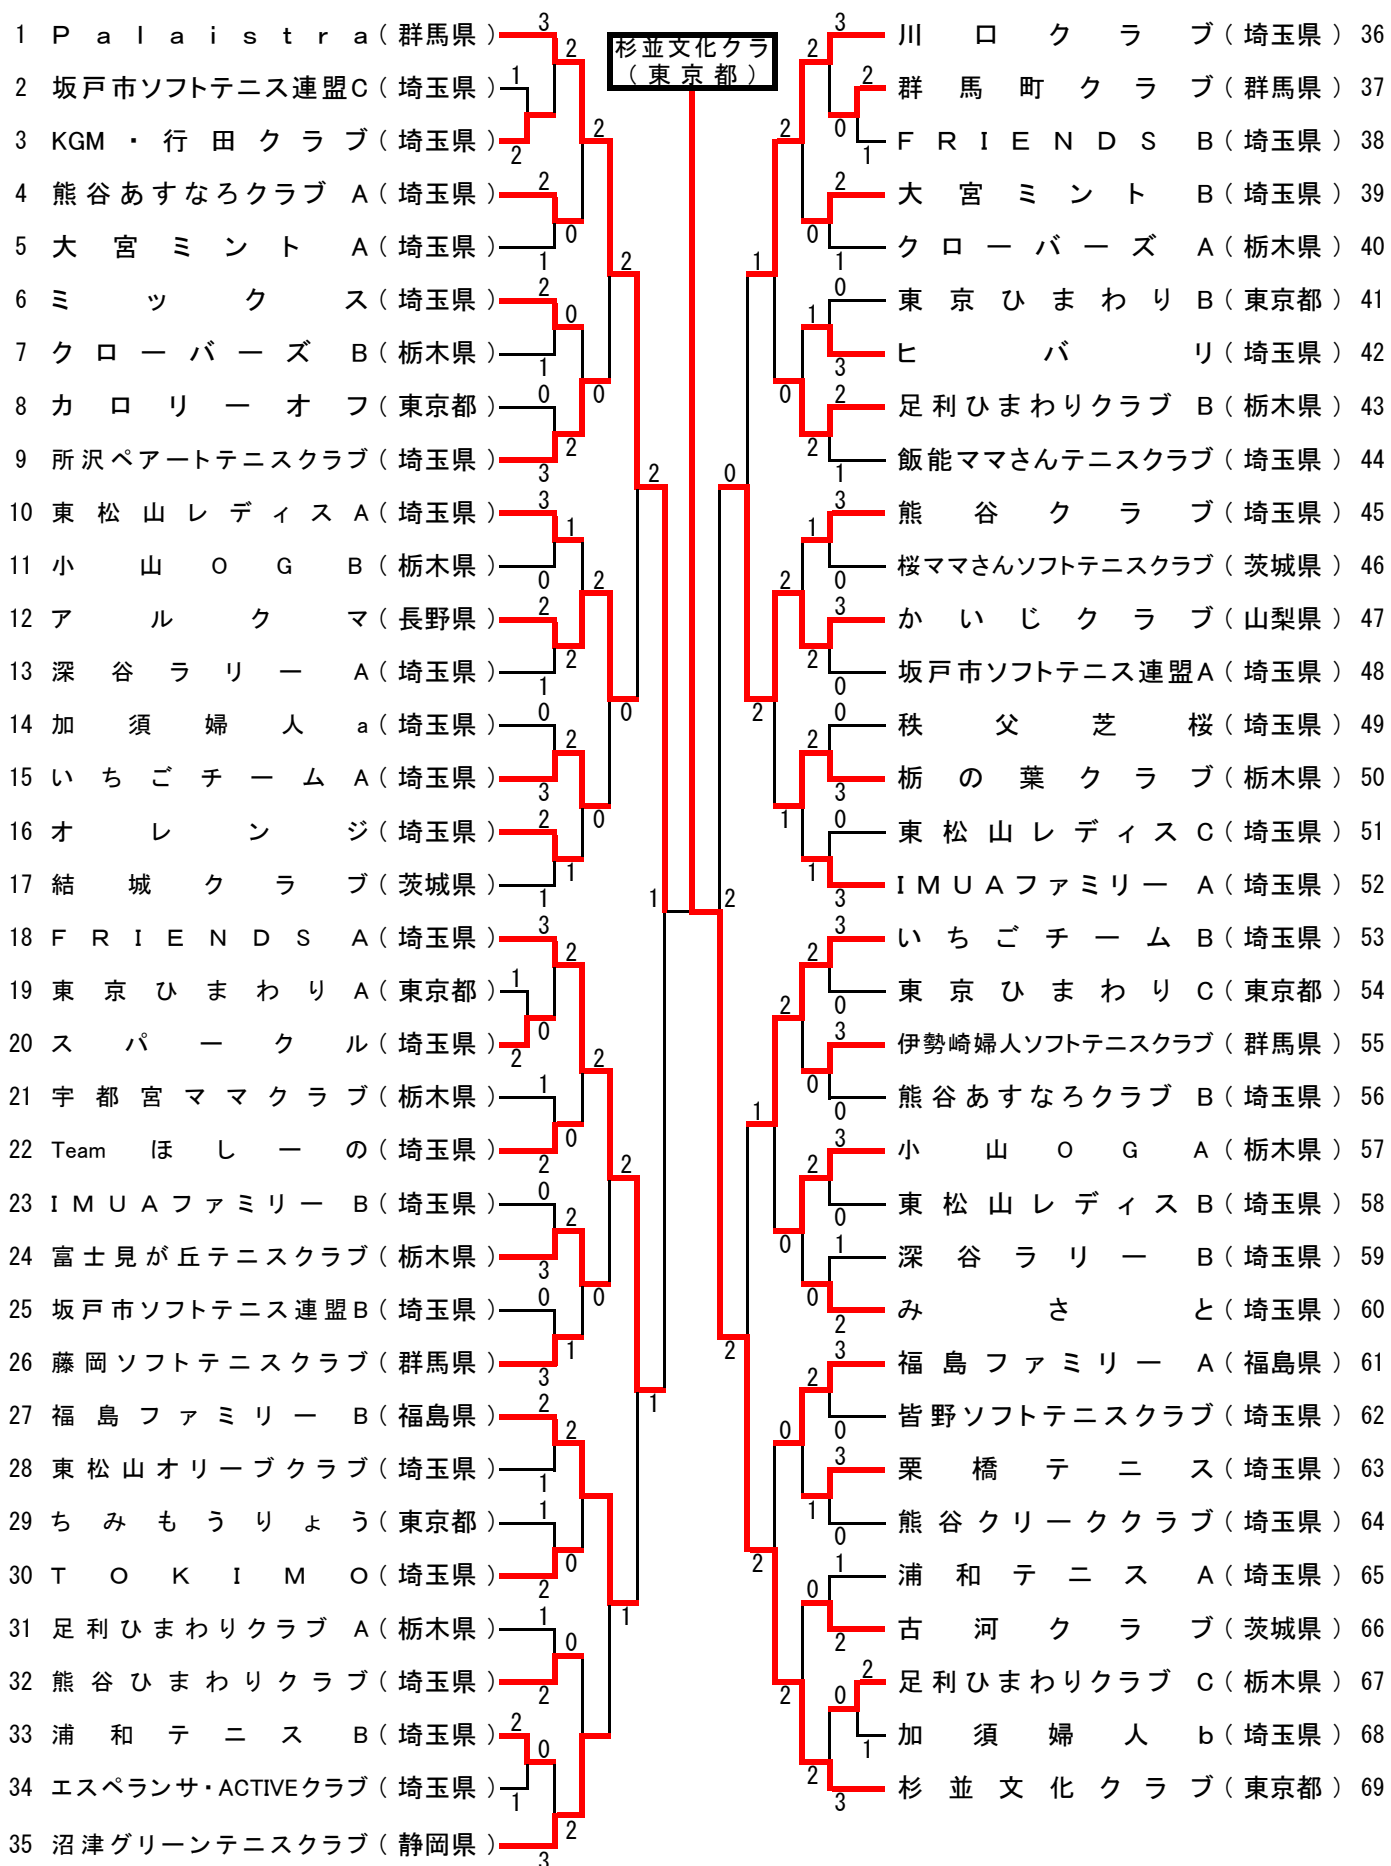 杉並文化クラ
(東京都)
1 Palaistra(群馬県)
2 坂戸市ソフトテニス連盟C(埼玉県)
3 KGM・行田クラブ(埼玉県)
4 熊谷あすなろクラブ A(埼玉県)
5 大宮ミント A(埼玉県)
6 ミックス(埼玉県)
7 クローバーズ B(栃木県)
8 カロリーオフ(東京都)
9 所沢ペアートテニスクラブ(埼玉県)
10 東松山レディスA(埼玉県)
11 小山OG B(栃木県)
12 アルクマ(長野県)
13 深谷ラリー A(埼玉県)
14 加須婦人 a(埼玉県)
15 いちごチーム A(埼玉県)
16 オレンジ(埼玉県)
17 結城クラブ(茨城県)
18 FRIENDS A(埼玉県)
19 東京ひまわりA(東京都)
20 スパークル(埼玉県)
21 宇都宮ママクラブ(栃木県)
22 Team ほしーの(埼玉県)
23 IMUAファミリー B(埼玉県)
24 富士見が丘テニスクラブ(栃木県)
25 坂戸市ソフトテニス連盟B(埼玉県)
26 藤岡ソフトテニスクラブ(群馬県)
27 福島ファミリー B(福島県)
28 東松山オリーブクラブ(埼玉県)
29 ちみもうりょう(東京都)
30 TOKIMO(埼玉県)
31 足利ひまわりクラブ A(栃木県)
32 熊谷ひまわりクラブ(埼玉県)
33 浦和テニス B(埼玉県)
34 エスペランサ・ACTIVEクラブ(埼玉県)
35 沼津グリーンテニスクラブ(静岡県)
川口クラブ(埼玉県) 36
群馬町クラブ(群馬県) 37
FRIENDS B(埼玉県) 38
大宮ミント B(埼玉県) 39
クローバーズ A(栃木県) 40
東京ひまわりB(東京都) 41
ヒバリ(埼玉県) 42
足利ひまわりクラブ B(栃木県) 43
飯能ママさんテニスクラブ(埼玉県) 44
熊谷クラブ(埼玉県) 45
桜ママさんソフトテニスクラブ(茨城県) 46
かいじクラブ(山梨県) 47
坂戸市ソフトテニス連盟A(埼玉県) 48
秩父芝桜(埼玉県) 49
栃の葉クラブ(栃木県) 50
東松山レディスC(埼玉県) 51
IMUAファミリー A(埼玉県) 52
いちごチーム B(埼玉県) 53
東京ひまわりC(東京都) 54
伊勢崎婦人ソフトテニスクラブ(群馬県) 55
熊谷あすなろクラブ B(埼玉県) 56
小山OG A(栃木県) 57
東松山レディスB(埼玉県) 58
深谷ラリー B(埼玉県) 59
みさと(埼玉県) 60
福島ファミリー A(福島県) 61
皆野ソフトテニスクラブ(埼玉県) 62
栗橋テニス(埼玉県) 63
熊谷クリーククラブ(埼玉県) 64
浦和テニス A(埼玉県) 65
古河クラブ(茨城県) 66
足利ひまわりクラブ C(栃木県) 67
加須婦人 b(埼玉県) 68
杉並文化クラブ(東京都) 69